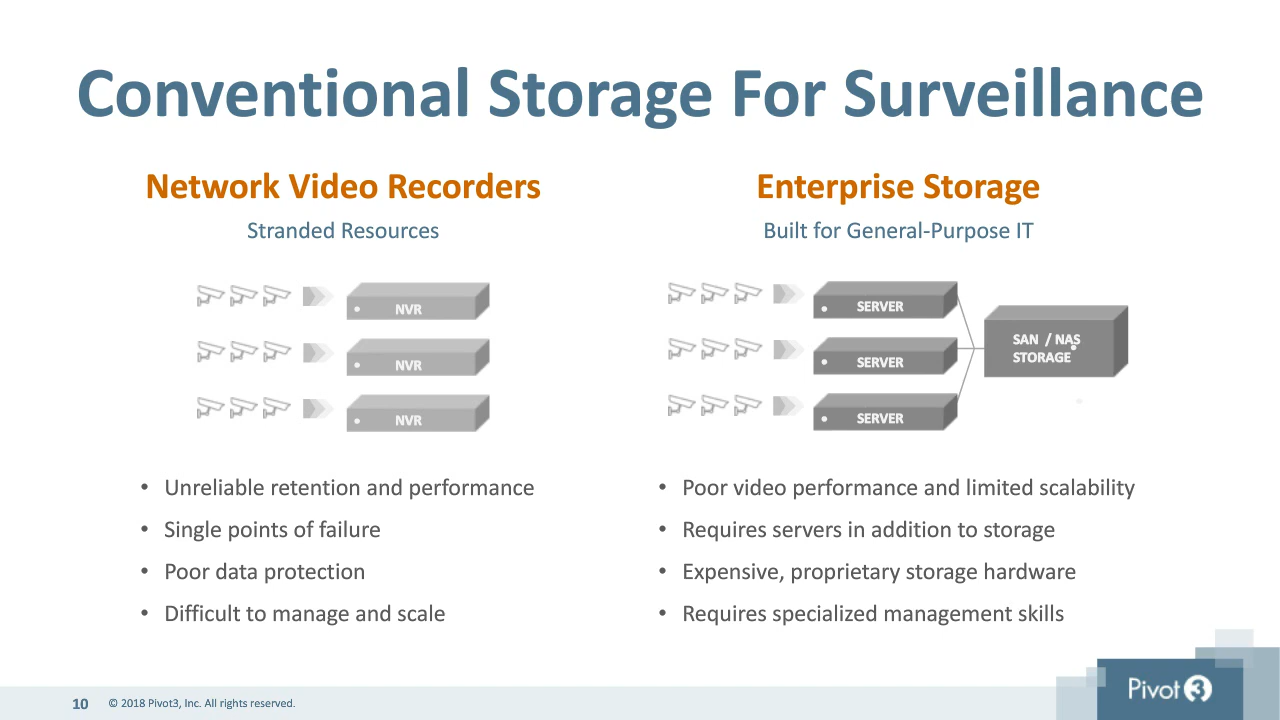 Conventional Storage For Surveillance
Network Video Recorders
Stranded Resources
NVR
NVR
NVR
• Unreliable retention and performance
• Single points of failure
• Poor data protection
• Difficult to manage and scale
Enterprise Storage
Built for General-Purpose IT
SERVER
SERVER
SERVER
SAN / NAS
STORAGE
• Poor video performance and limited scalability
• Requires servers in addition to storage
• Expensive, proprietary storage hardware
• Requires specialized management skills
10 © 2018 Pivot3, Inc. All rights reserved.
Pivot3